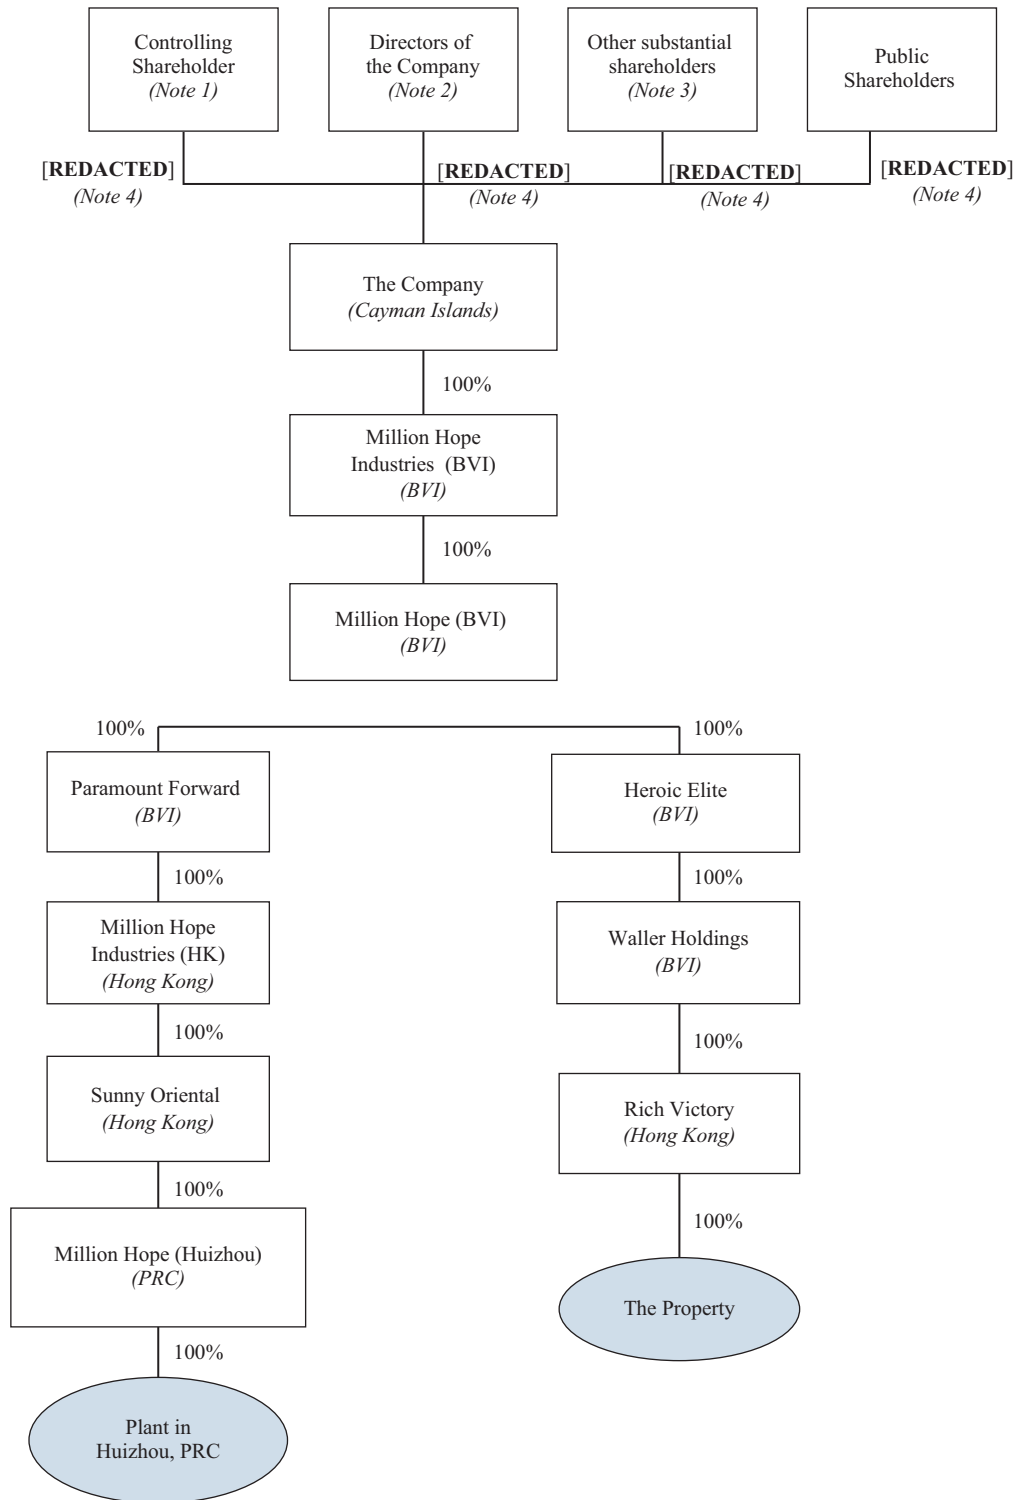 Controlling
Shareholder
(Note 1)
Directors of
the Company
(Note 2)
Other substantial
shareholders
(Note 3)
Public
Shareholders
[REDACTED]
(Note 4)
[REDACTED]
(Note 4)
[REDACTED]
(Note 4)
[REDACTED]
(Note 4)
The Company
(Cayman Islands)
100%
Million Hope
Industries (BVI)
(BVI)
100%
Million Hope (BVI)
(BVI)
100%
100%
Paramount Forward
(BVI)
Heroic Elite
(BVI)
100%
100%
Million Hope
Industries (HK)
(Hong Kong)
Waller Holdings
(BVI)
100%
100%
Sunny Oriental
(Hong Kong)
Rich Victory
(Hong Kong)
100%
100%
Million Hope (Huizhou)
(PRC)
The Property
100%
Plant in
Huizhou, PRC